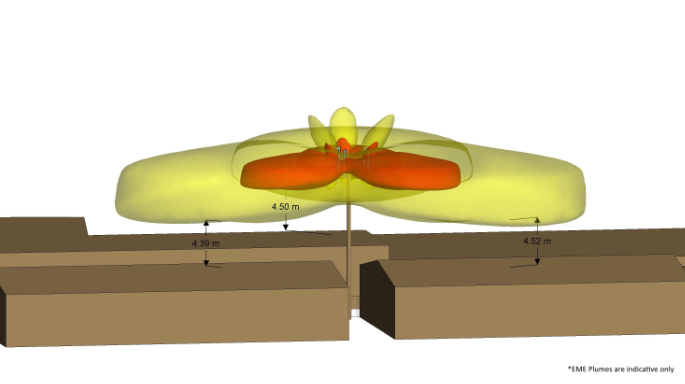 4.50 m
4.39 m
4.52 m
*EME Plumes are indicative only